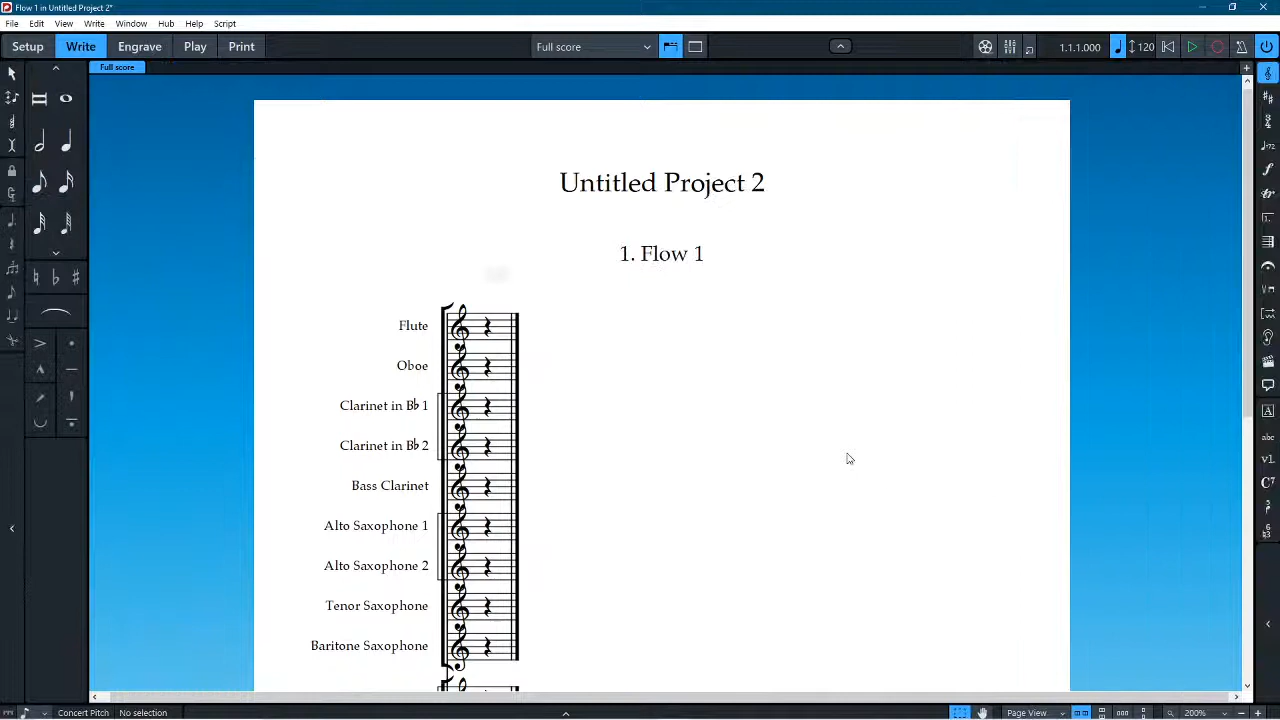 Flow 1 in Untitled Project 2*
File Edit View Write Window Hub Help Script
Setup Write Engrave Play Print
Full score
1.1.1.000
120
Full score
Untitled Project 2
1. Flow 1
Flute
Oboe
Clarinet in B♭ 1
Clarinet in B♭ 2
Bass Clarinet
Alto Saxophone 1
Alto Saxophone 2
Tenor Saxophone
Baritone Saxophone
Concert Pitch No selection
Page View
200%